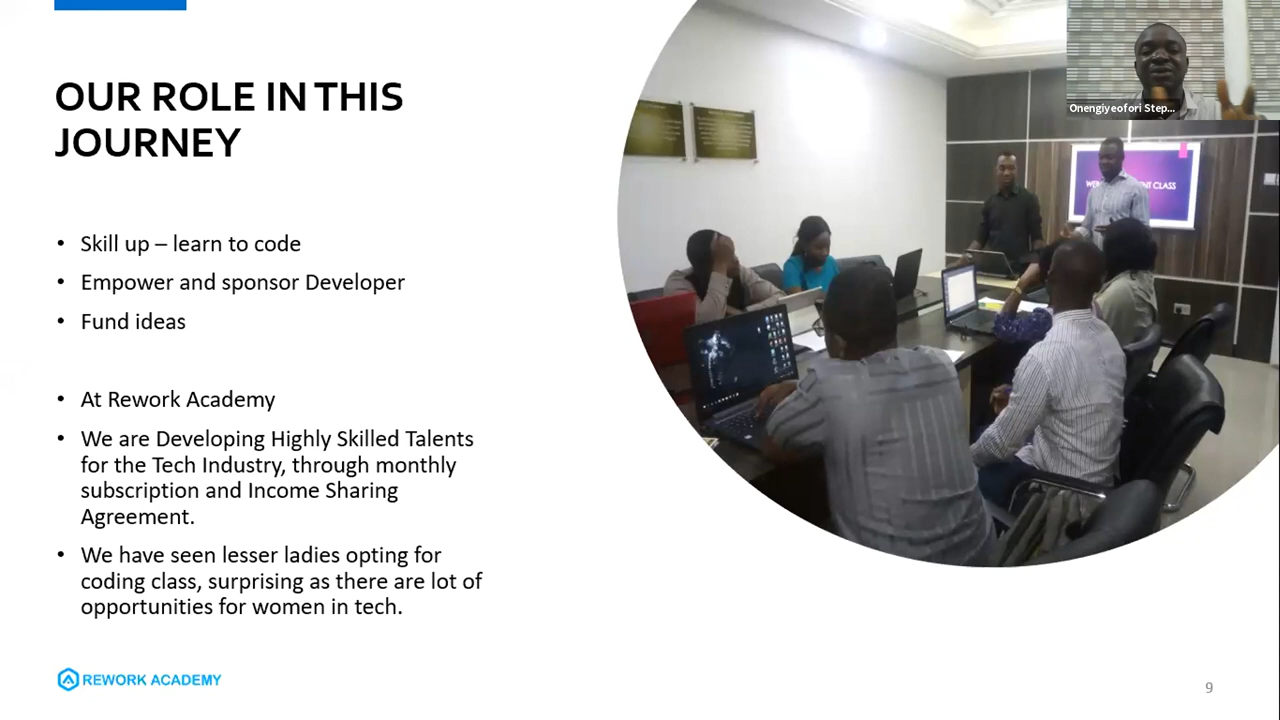 OUR ROLE IN THIS
JOURNEY
• Skill up – learn to code
• Empower and sponsor Developer
• Fund ideas
• At Rework Academy
• We are Developing Highly Skilled Talents
for the Tech Industry, through monthly
subscription and Income Sharing
Agreement.
• We have seen lesser ladies opting for
coding class, surprising as there are lot of
opportunities for women in tech.
REWORK ACADEMY
9
Onengiyeofori Step...
CLASS